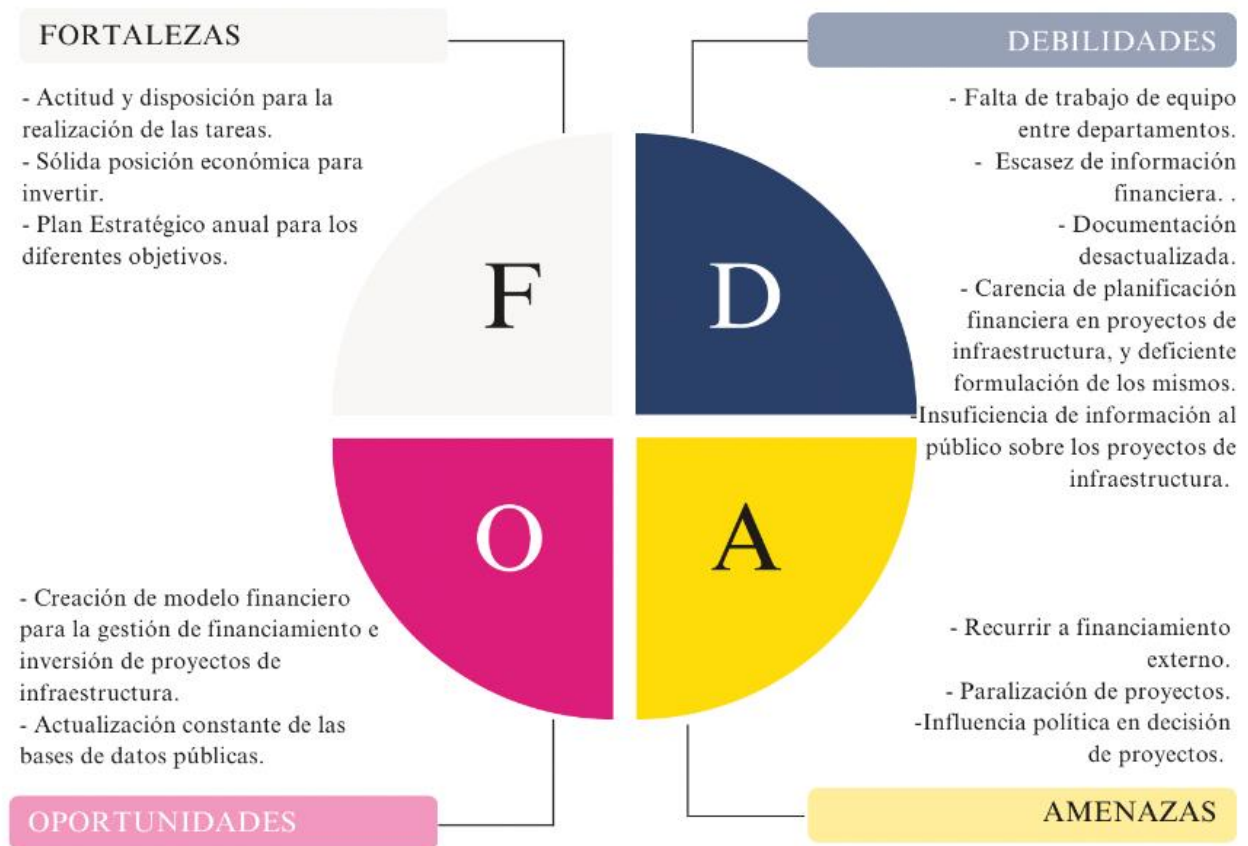 FORTALEZAS
- Actitud y disposición para la
realización de las tareas.
- Sólida posición económica para
invertir.
- Plan Estratégico anual para los
diferentes objetivos.
DEBILIDADES
- Falta de trabajo de equipo
entre departamentos.
- Escasez de información
financiera. .
- Documentación
desactualizada.
- Carencia de planificación
financiera en proyectos de
infraestructura, y deficiente
formulación de los mismos.
-Insuficiencia de información al
público sobre los proyectos de
infraestructura.
F
D
O
A
- Creación de modelo financiero
para la gestión de financiamiento e
inversión de proyectos de
infraestructura.
- Actualización constante de las
bases de datos públicas.
OPORTUNIDADES
- Recurrir a financiamiento
externo.
- Paralización de proyectos.
-Influencia política en decisión
de proyectos.
AMENAZAS